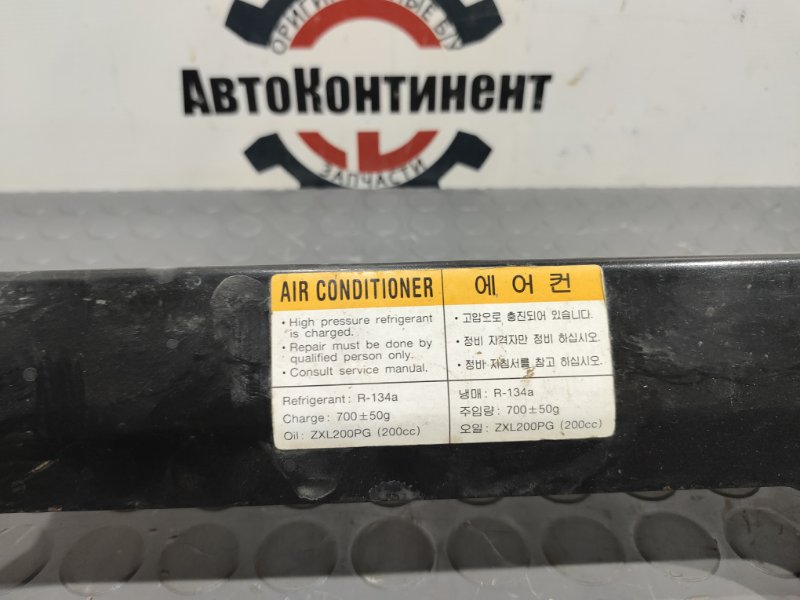 ОРИГИНАЛЬНЫЕ Б/У
АвтоКонтинент
ЗАПЧАСТИ
AIR CONDITIONER
• High pressure refrigerant
is charged.
• Repair must be done by
qualified person only.
• Consult service manual.
Refrigerant : R-134a
Charge : 700±50g
Oil : ZXL200PG (200cc)
에 어 컨
• 고압으로 충진되어 있습니다.
• 정비 자격자만 정비 하십시오.
• 정비 지침서를 참고 하십시오.
냉매 : R-134a
주입량 : 700±50g
오일 : ZXL200PG (200cc)